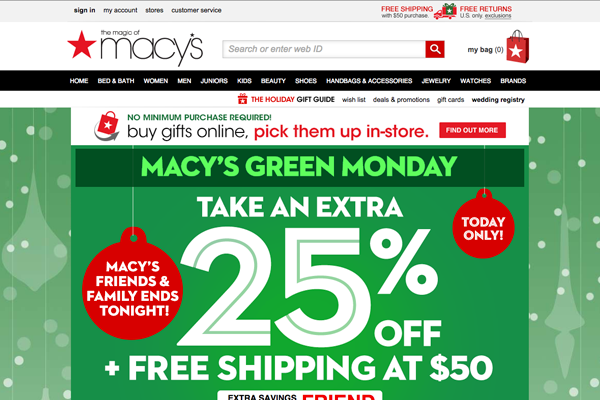 sign in my account stores customer service
FREE SHIPPING
with $50 purchase.
FREE RETURNS
U.S. only. exclusions
the magic of
macy's
Search or enter web ID
my bag (0)
HOME BED & BATH WOMEN MEN JUNIORS KIDS BEAUTY SHOES HANDBAGS & ACCESSORIES JEWELRY WATCHES BRANDS
THE HOLIDAY GIFT GUIDE wish list deals & promotions gift cards wedding registry
NO MINIMUM PURCHASE REQUIRED!
buy gifts online, pick them up in-store.
FIND OUT MORE
MACY'S GREEN MONDAY
TAKE AN EXTRA
25% OFF
TODAY
ONLY!
MACY'S
FRIENDS &
FAMILY ENDS
TONIGHT!
+ FREE SHIPPING AT $50
EXTRA SAVINGS
FRIEND